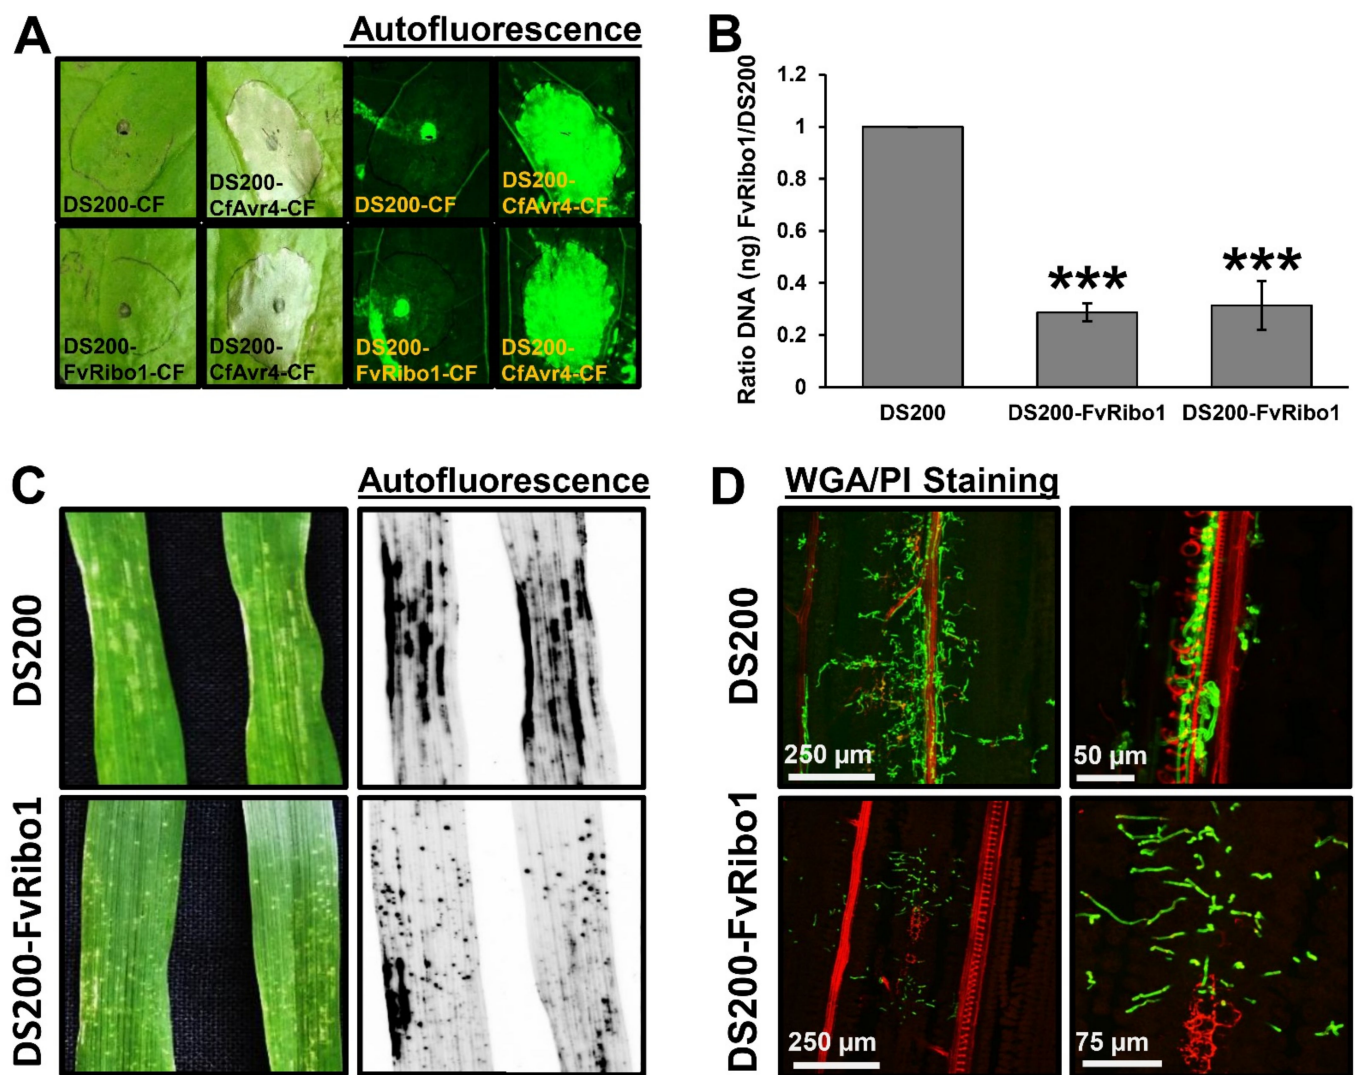 A
Autofluorescence
DS200-CF
DS200-
CfAvr4-CF
DS200-CF
DS200-
CfAvr4-CF
DS200-
FvRibo1-CF
DS200-
CfAvr4-CF
DS200-
FvRibo1-CF
DS200-
CfAvr4-CF
B
Ratio DNA (ng) FvRibo1/DS200
1.2
1
0.8
0.6
0.4
0.2
0
***
***
DS200
DS200-FvRibo1
DS200-FvRibo1
C
Autofluorescence
DS200
DS200-FvRibo1
D
WGA/PI Staining
DS200
250 µm
50 µm
DS200-FvRibo1
250 µm
75 µm